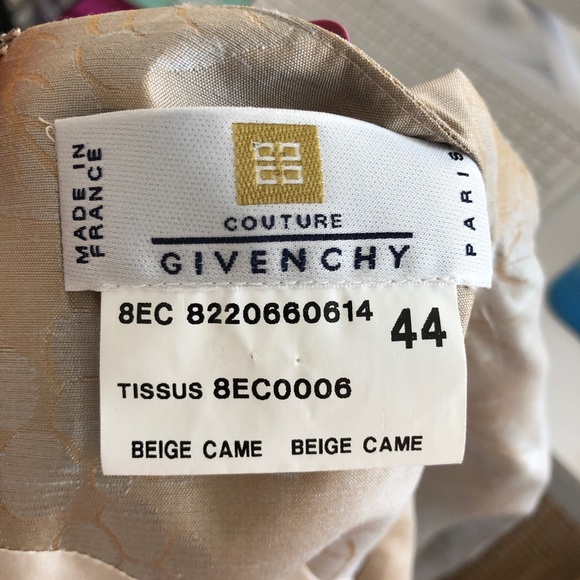 MADE IN
FRANCE
COUTURE
GIVENCHY
PARIS
8EC 8220660614 44
TISSUS 8EC0006
BEIGE CAME BEIGE CAME